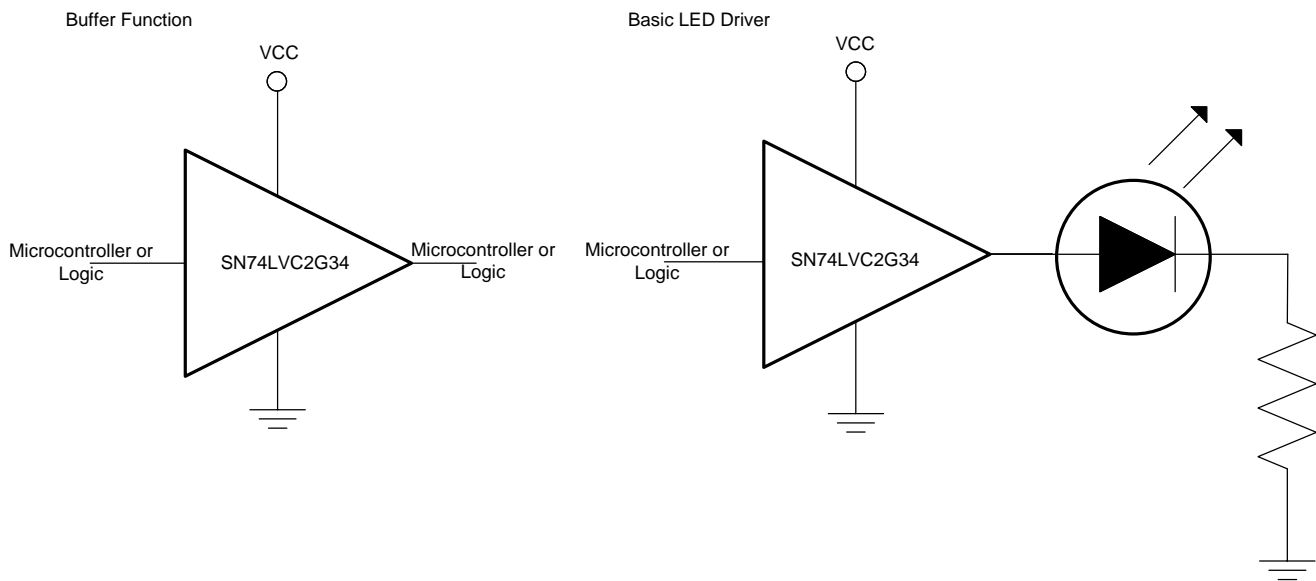 Buffer Function
VCC
Microcontroller or
Logic
SN74LVC2G34
Microcontroller or
Logic
Basic LED Driver
VCC
Microcontroller or
Logic
SN74LVC2G34